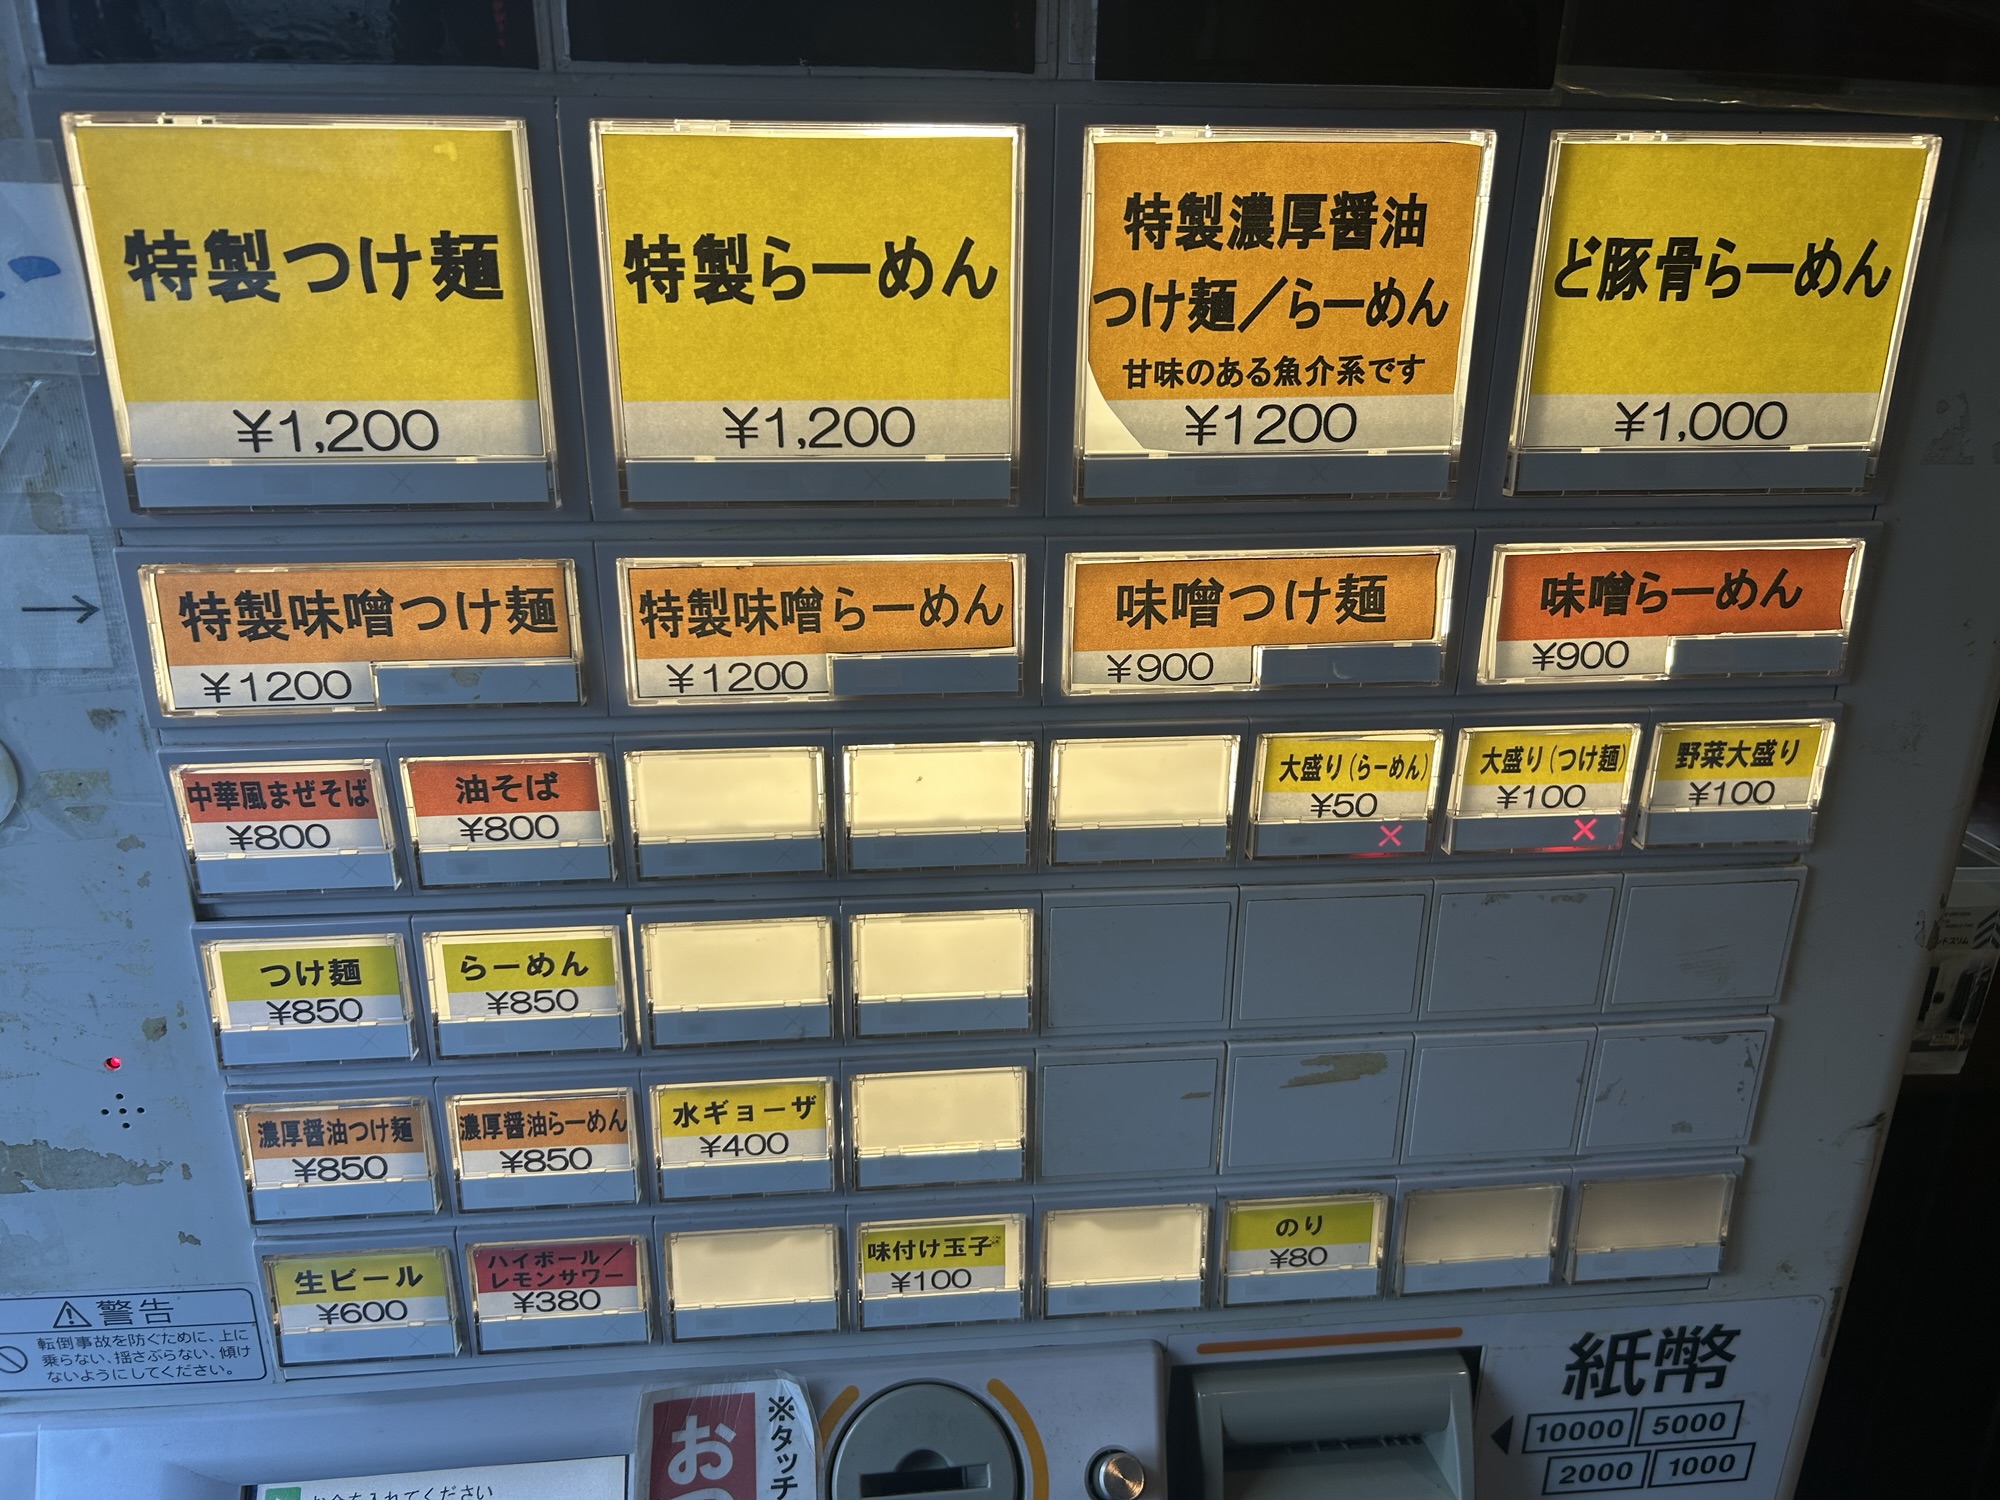 特製つけ麺
¥1,200
特製らーめん
¥1,200
特製濃厚醤油
つけ麺／らーめん
甘味のある魚介系です
¥1200
ど豚骨らーめん
¥1,000
→
特製味噌つけ麺
¥1200
特製味噌らーめん
¥1200
味噌つけ麺
¥900
味噌らーめん
¥900
中華風まぜそば
¥800
油そば
¥800
大盛り(らーめん)
¥50
×
大盛り(つけ麺)
¥100
×
野菜大盛り
¥100
つけ麺
¥850
らーめん
¥850
濃厚醤油つけ麺
¥850
濃厚醤油らーめん
¥850
水ギョーザ
¥400
生ビール
¥600
ハイボール／
レモンサワー
¥380
味付け玉子
¥100
のり
¥80
警告
転倒事故を防ぐために、上に
乗らない、揺さぶらない、傾け
ないようにしてください。
※タッチ
お
紙幣
10000 5000
2000 1000